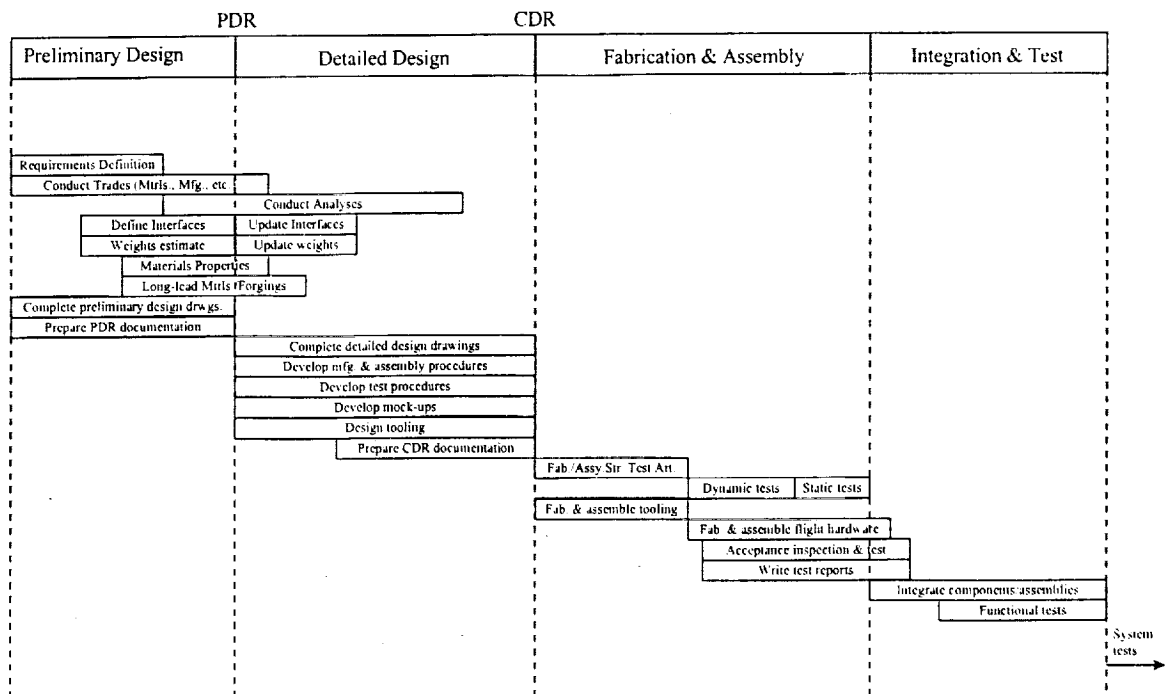 PDR
CDR
Preliminary Design
Detailed Design
Fabrication & Assembly
Integration & Test
Requirements Definition
Conduct Trades (Mtrls., Mfg., etc
Conduct Analyses
Define Interfaces
Update Interfaces
Weights estimate
Update weights
Materials Properties
Long-lead Mtrls/Forgings
Complete preliminary design drwgs.
Prepare PDR documentation
Complete detailed design drawings
Develop mfg. & assembly procedures
Develop test procedures
Develop mock-ups
Design tooling
Prepare CDR documentation
Fab./Assy.Str. Test Art.
Dynamic tests
Static tests
Fab. & assemble tooling
Fab. & assemble flight hardware
Acceptance inspection & test
Write test reports
Integrate components/assemblies
Functional tests
System
tests